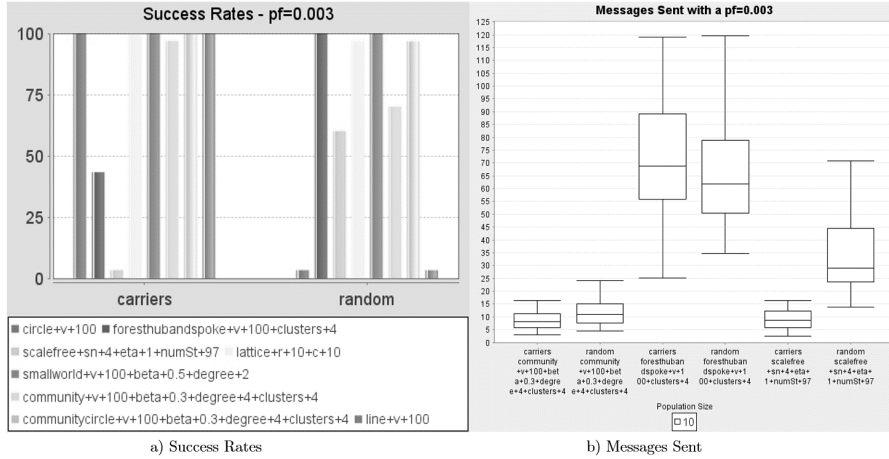 Success Rates - pf=0.003
100
75
50
25
0
carriers
random
circle+v+100
foresthubandspoke+v+100+clusters+4
scalefree+sn+4+eta+1+numSt+97
lattice+r+10+c+10
smallworld+v+100+beta+0.5+degree+2
community+v+100+beta+0.3+degree+4+clusters+4
communitycircle+v+100+beta+0.3+degree+4+clusters+4
line+v+100
a) Success Rates
Messages Sent with a pf=0.003
125
120
115
110
105
100
95
90
85
80
75
70
65
60
55
50
45
40
35
30
25
20
15
10
5
0
carriers
community
+v+100+bet
a+0.3+degre
e+4+clusters+4
random
community
+v+100+bet
a+0.3+degre
e+4+clusters+4
carriers
foresthuban
dspoke+v+1
00+clusters+4
random
foresthuban
dspoke+v+1
00+clusters+4
carriers
scalefree
+sn+4+eta+
1+numSt+97
random
scalefree
+sn+4+eta+
1+numSt+97
Population Size
10
b) Messages Sent